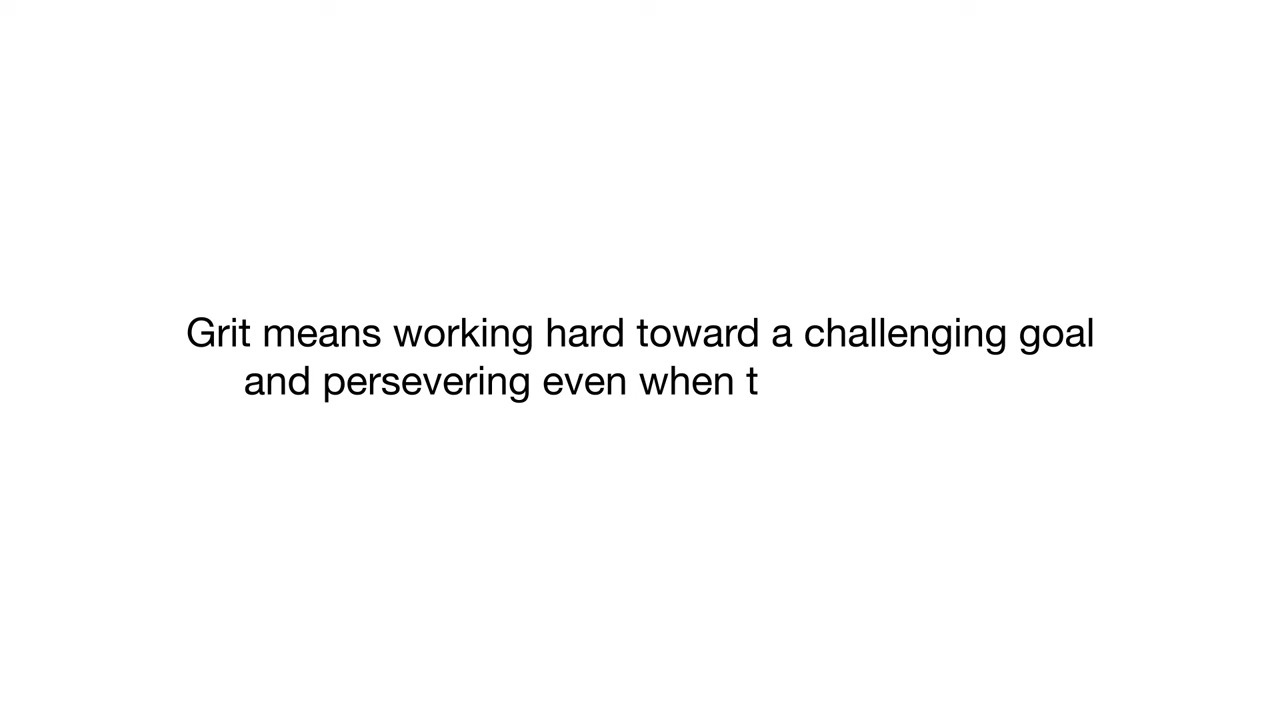 Grit means working hard toward a challenging goal
and persevering even when t